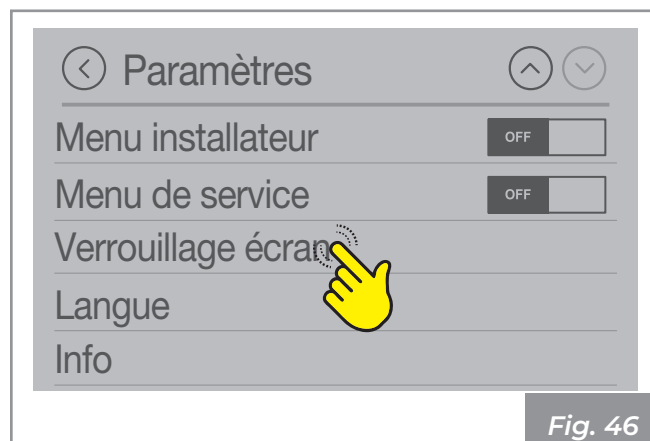 Paramètres
Menu installateur OFF
Menu de service OFF
Verrouillage écran
Langue
Info
Fig. 46